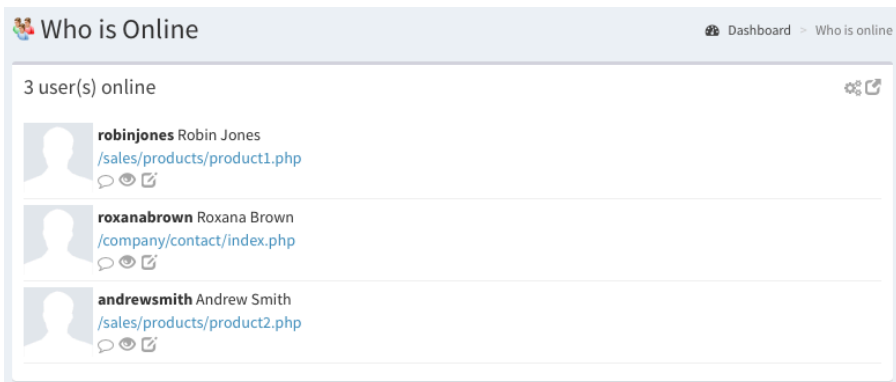 Who is Online
Dashboard > Who is online
3 user(s) online
robinjones Robin Jones
/sales/products/product1.php
roxanabrown Roxana Brown
/company/contact/index.php
andrewsmith Andrew Smith
/sales/products/product2.php